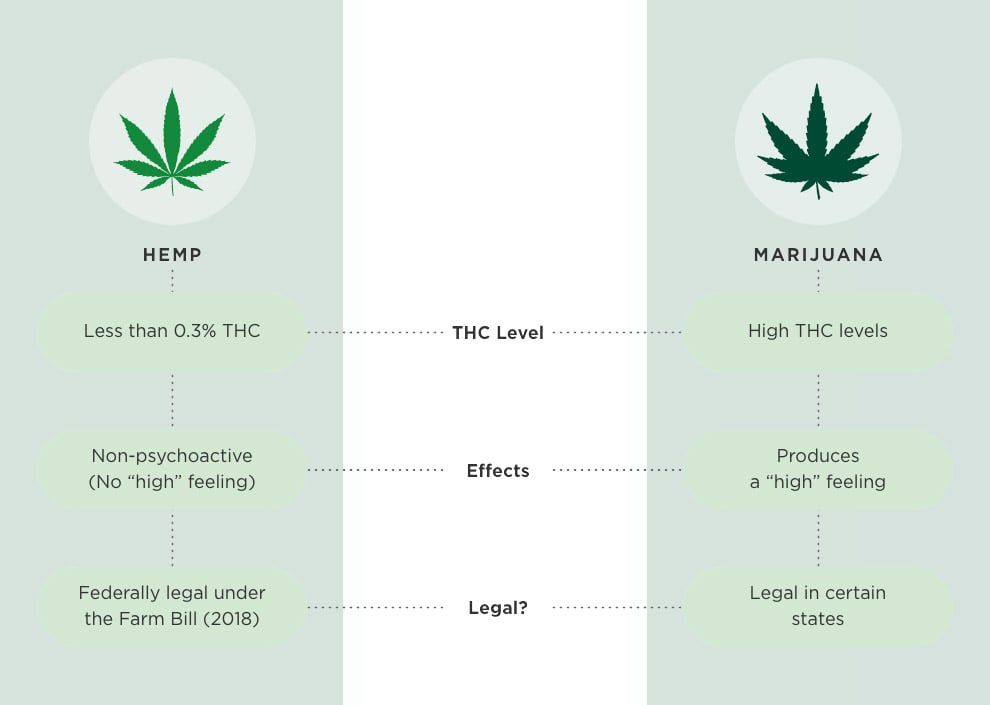 HEMP
MARIJUANA
Less than 0.3% THC
THC Level
High THC levels
Non-psychoactive
(No “high” feeling)
Effects
Produces
a “high” feeling
Federally legal under
the Farm Bill (2018)
Legal?
Legal in certain
states